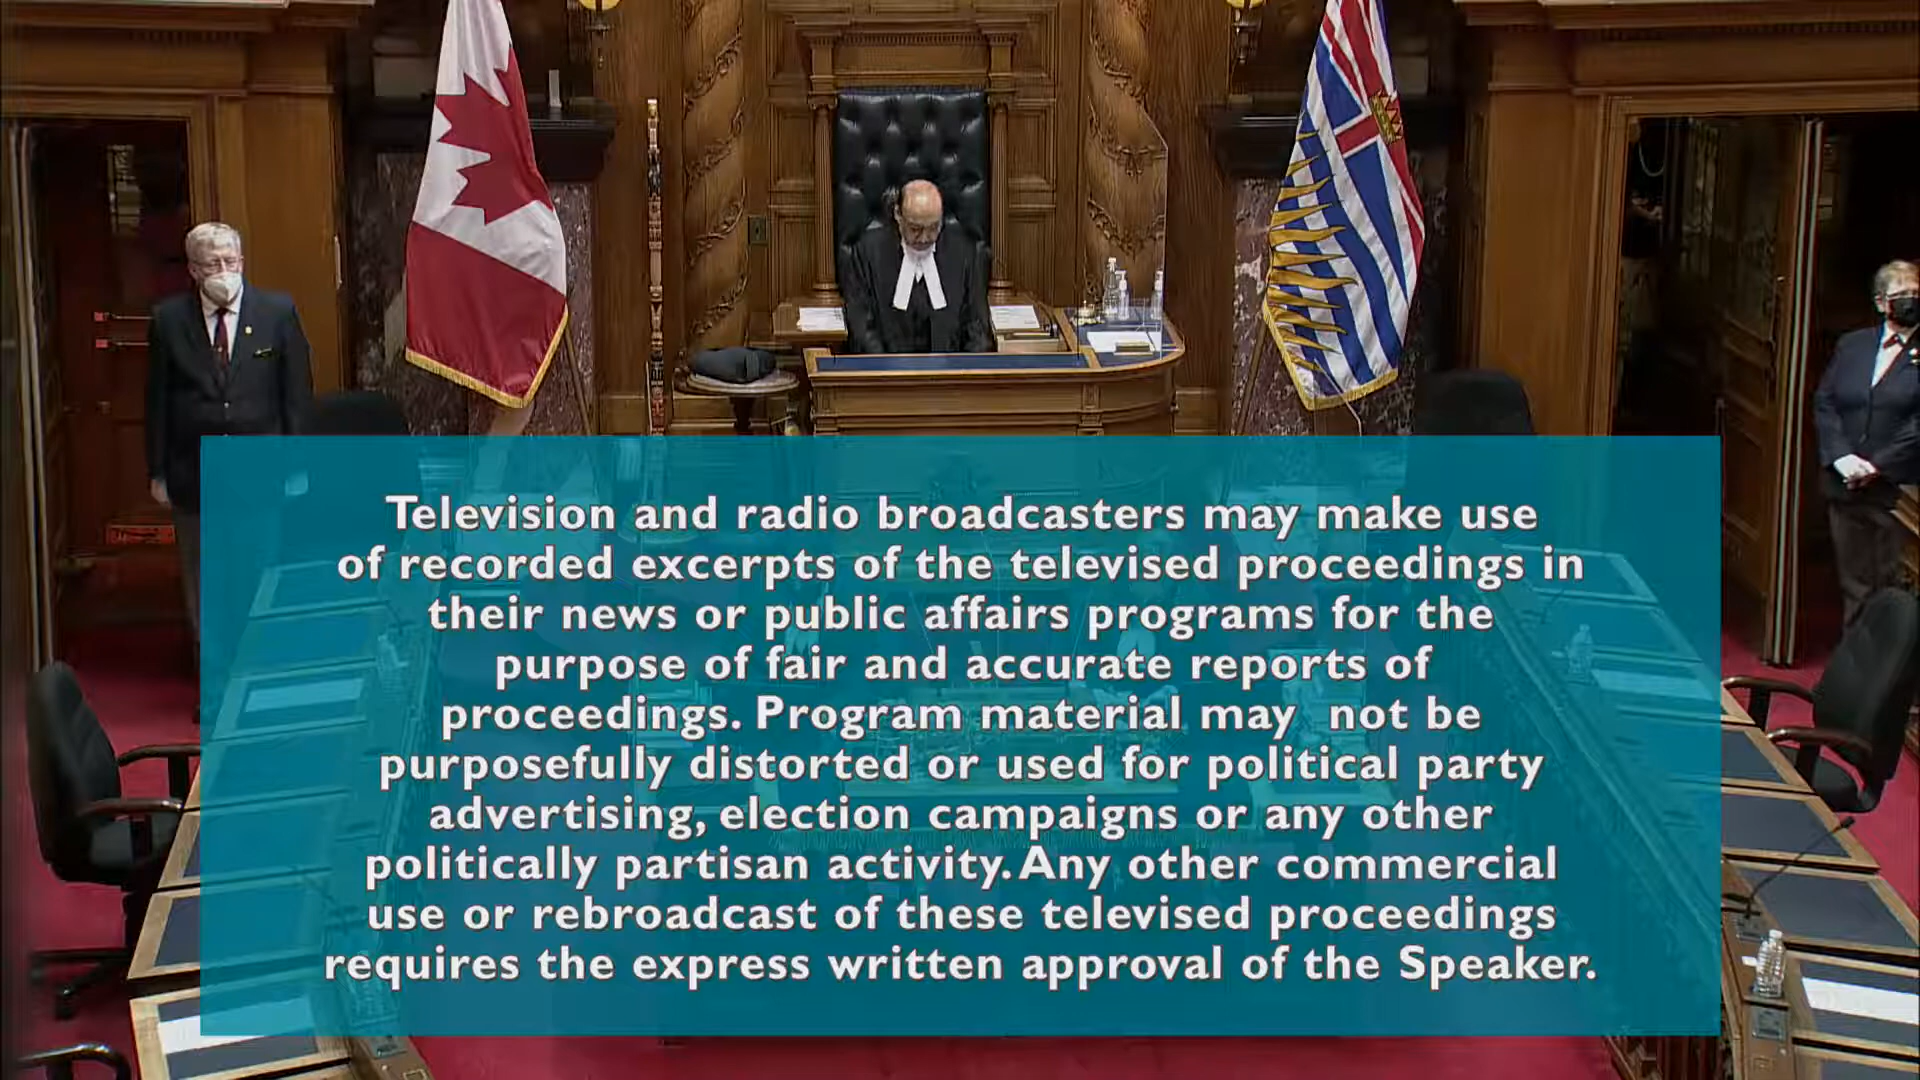 Television and radio broadcasters may make use
of recorded excerpts of the televised proceedings in
their news or public affairs programs for the
purpose of fair and accurate reports of
proceedings. Program material may  not be
purposefully distorted or used for political party
advertising, election campaigns or any other
politically partisan activity. Any other commercial
use or rebroadcast of these televised proceedings
requires the express written approval of the Speaker.